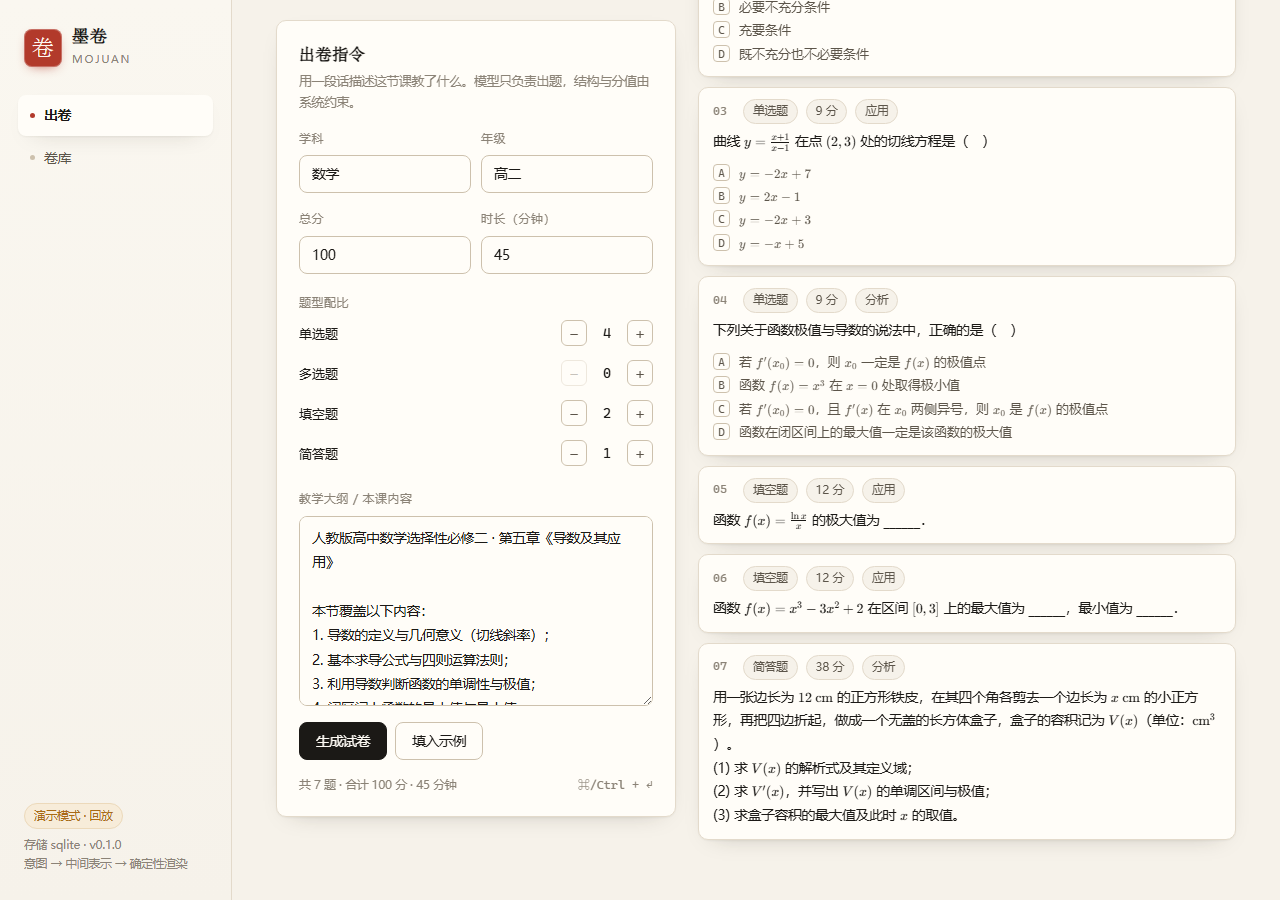 卷
墨卷
MOJUAN
出卷
卷库
演示模式 · 回放
存储 sqlite · v0.1.0
意图 → 中间表示 → 确定性渲染
出卷指令
用一段话描述这节课教了什么。模型只负责出题，结构与分值由
系统约束。
学科
年级
数学
高二
总分
时长（分钟）
100
45
题型配比
单选题 − 4 +
多选题 − 0 +
填空题 − 2 +
简答题 − 1 +
教学大纲 / 本课内容
人教版高中数学选择性必修二 · 第五章《导数及其应
用》
本节覆盖以下内容：
1. 导数的定义与几何意义（切线斜率）；
2. 基本求导公式与四则运算法则；
3. 利用导数判断函数的单调性与极值；
生成试卷
填入示例
共 7 题 · 合计 100 分 · 45 分钟
⌘/Ctrl + ↵
B 必要不充分条件
C 充要条件
D 既不充分也不必要条件
03 单选题 9 分 应用
曲线 y = \frac{x+1}{x−1} 在点 (2, 3) 处的切线方程是（ ）
A y = −2x + 7
B y = 2x − 1
C y = −2x + 3
D y = −x + 5
04 单选题 9 分 分析
下列关于函数极值与导数的说法中，正确的是（ ）
A 若 f′(x₀) = 0，则 x₀ 一定是 f(x) 的极值点
B 函数 f(x) = x³ 在 x = 0 处取得极小值
C 若 f′(x₀) = 0，且 f′(x) 在 x₀ 两侧异号，则 x₀ 是 f(x) 的极值点
D 函数在闭区间上的最大值一定是该函数的极大值
05 填空题 12 分 应用
函数 f(x) = \frac{ln x}{x} 的极大值为 ______.
06 填空题 12 分 应用
函数 f(x) = x³ − 3x² + 2 在区间 [0, 3] 上的最大值为 ______，最小值为 ______.
07 简答题 38 分 分析
用一张边长为 12 cm 的正方形铁皮，在其四个角各剪去一个边长为 x cm 的小正方
形，再把四边折起，做成一个无盖的长方体盒子，盒子的容积记为 V(x)（单位：cm³
）。
(1) 求 V(x) 的解析式及其定义域；
(2) 求 V′(x)，并写出 V(x) 的单调区间与极值；
(3) 求盒子容积的最大值及此时 x 的取值。